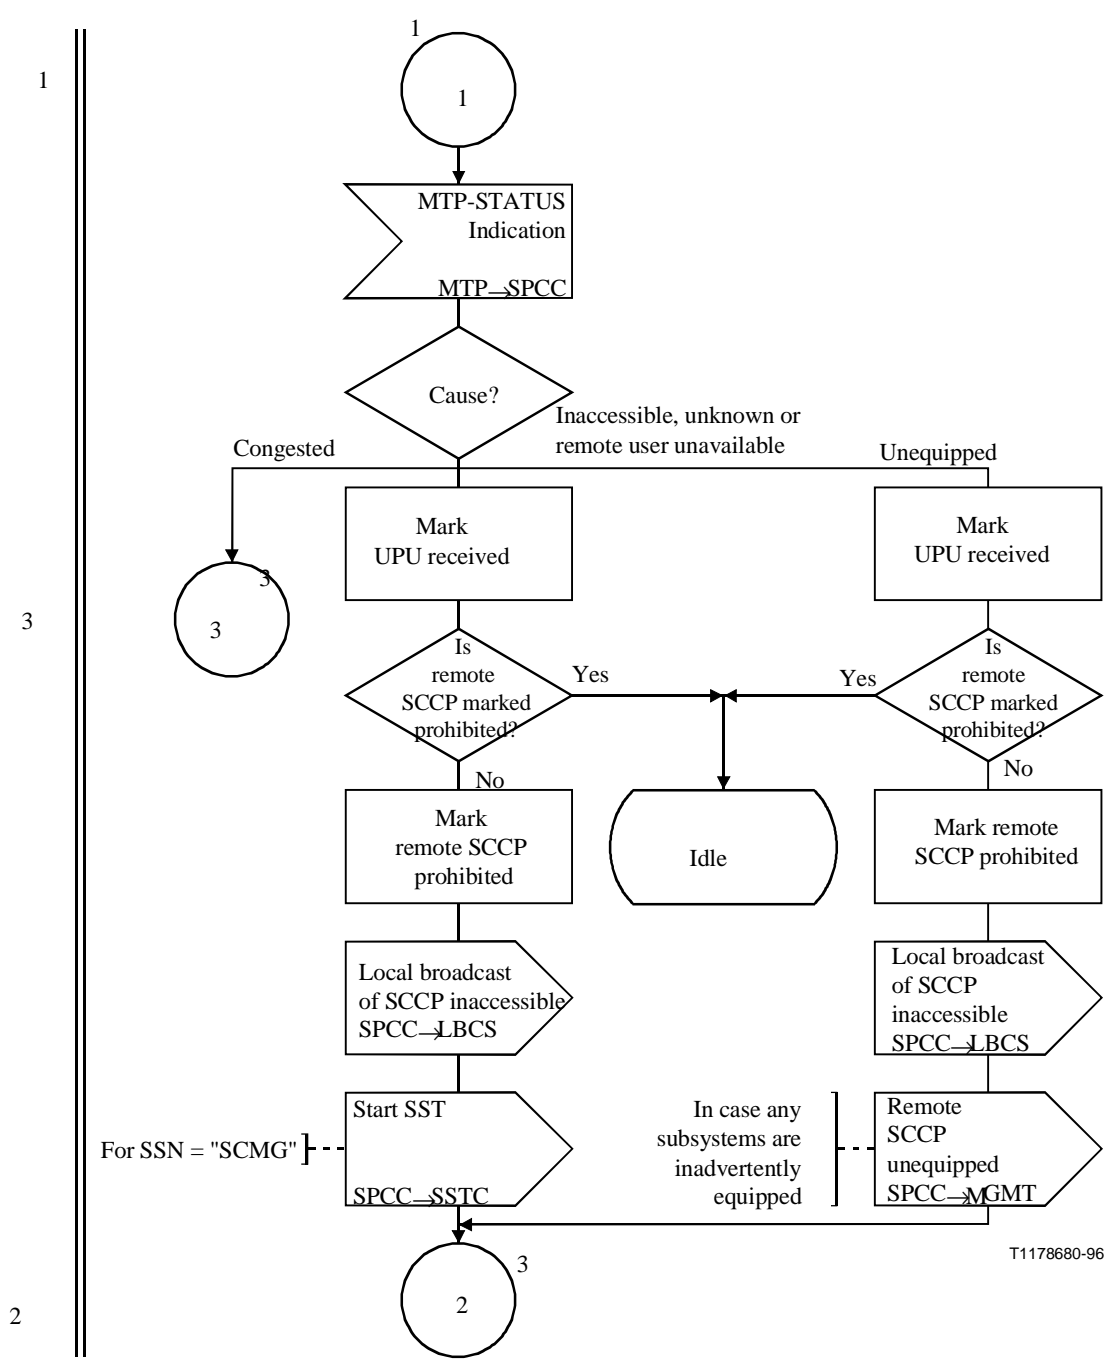 1
1
1
MTP-STATUS
Indication
MTP→SPCC
Cause?
Inaccessible, unknown or
remote user unavailable
Congested
Unequipped
Mark
UPU received
Mark
UPU received
3
3
3
Is
remote
SCCP marked
prohibited?
Yes
Yes
Is
remote
SCCP marked
prohibited?
No
No
Mark
remote SCCP
prohibited
Idle
Mark remote
SCCP prohibited
Local broadcast
of SCCP inaccessible
SPCC→LBCS
Local broadcast
of SCCP
inaccessible
SPCC→LBCS
For SSN = "SCMG"
Start SST
SPCC→SSTC
In case any
subsystems are
inadvertently
equipped
Remote
SCCP
unequipped
SPCC→MGMT
T1178680-96
3
2
2